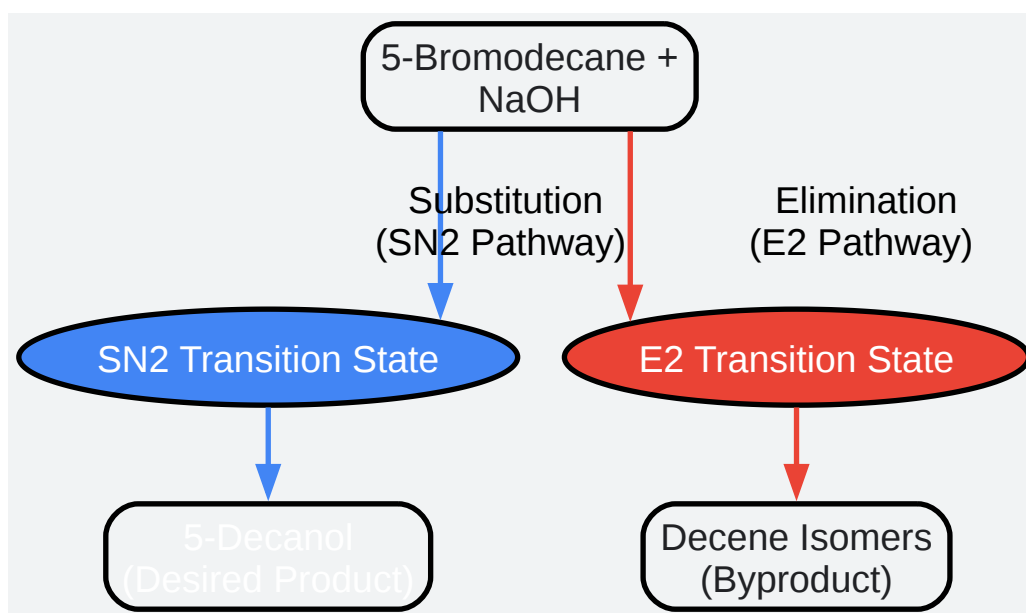 5-Bromodecane +
NaOH
Substitution
(SN2 Pathway)
Elimination
(E2 Pathway)
SN2 Transition State
E2 Transition State
5-Decanol
(Desired Product)
Decene Isomers
(Byproduct)